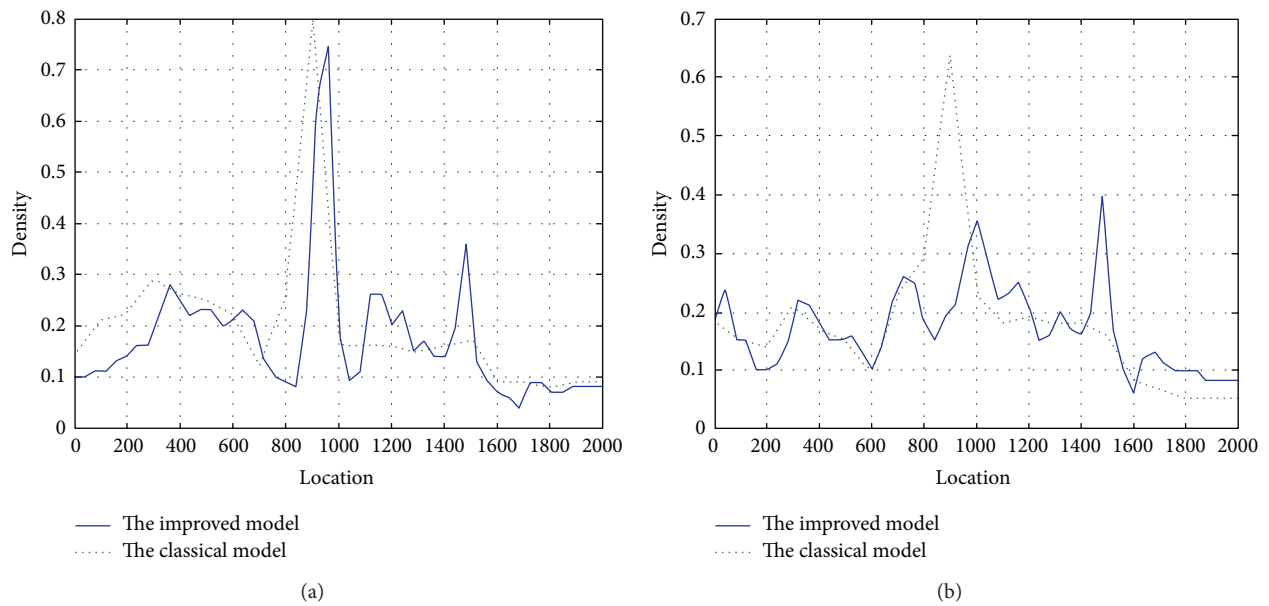 0.8
0.7
0.6
0.5
0.4
0.3
0.2
0.1
0
Density
0 200 400 600 800 1000 1200 1400 1600 1800 2000
Location
The improved model
The classical model
(a)
0.7
0.6
0.5
0.4
0.3
0.2
0.1
0
Density
0 200 400 600 800 1000 1200 1400 1600 1800 2000
Location
The improved model
The classical model
(b)